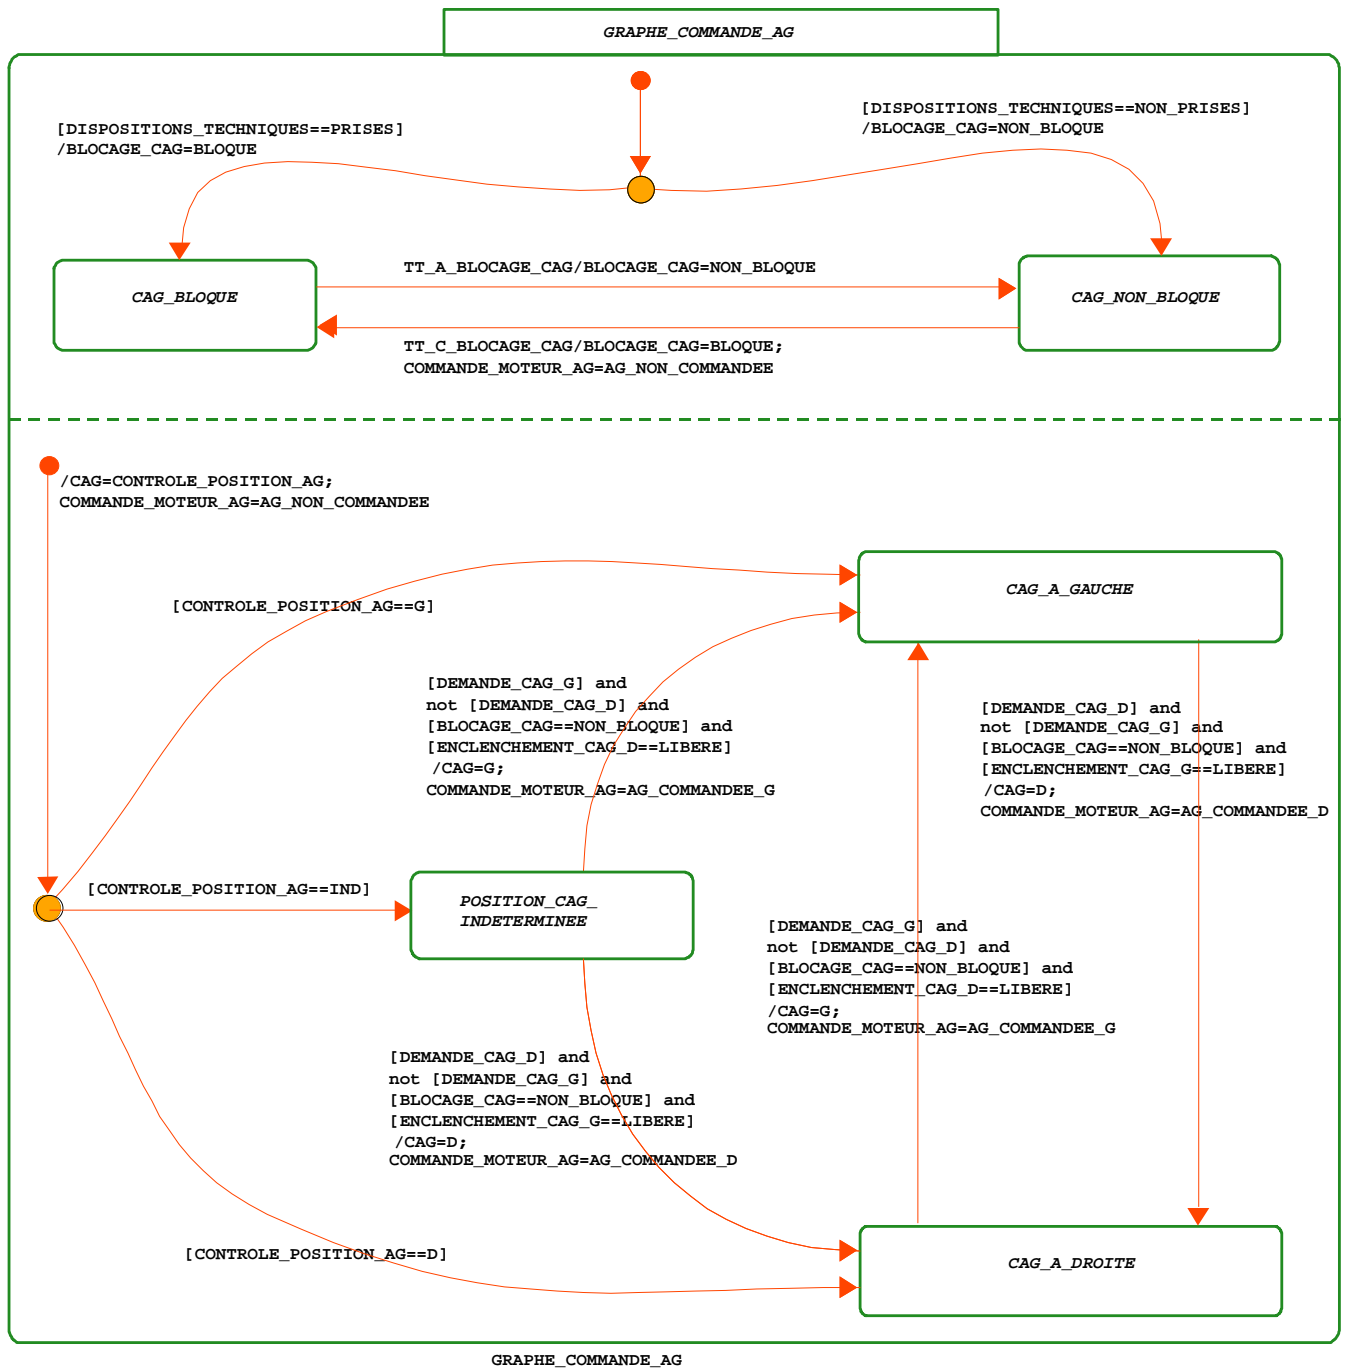 GRAPHE_COMMANDE_AG
[DISPOSITIONS_TECHNIQUES==PRISES]
/BLOCAGE_CAG=BLOQUE
[DISPOSITIONS_TECHNIQUES==NON_PRISES]
/BLOCAGE_CAG=NON_BLOQUE
CAG_BLOQUE
TT_A_BLOCAGE_CAG/BLOCAGE_CAG=NON_BLOQUE
CAG_NON_BLOQUE
TT_C_BLOCAGE_CAG/BLOCAGE_CAG=BLOQUE;
COMMANDE_MOTEUR_AG=AG_NON_COMMANDEE
/CAG=CONTROLE_POSITION_AG;
COMMANDE_MOTEUR_AG=AG_NON_COMMANDEE
[CONTROLE_POSITION_AG==G]
CAG_A_GAUCHE
[DEMANDE_CAG_G] and
not [DEMANDE_CAG_D] and
[BLOCAGE_CAG==NON_BLOQUE] and
[ENCLENCHEMENT_CAG_D==LIBERE]
/CAG=G;
COMMANDE_MOTEUR_AG=AG_COMMANDEE_G
[DEMANDE_CAG_D] and
not [DEMANDE_CAG_G] and
[BLOCAGE_CAG==NON_BLOQUE] and
[ENCLENCHEMENT_CAG_G==LIBERE]
/CAG=D;
COMMANDE_MOTEUR_AG=AG_COMMANDEE_D
[CONTROLE_POSITION_AG==IND]
POSITION_CAG_
INDETERMINEE
[DEMANDE_CAG_G] and
not [DEMANDE_CAG_D] and
[BLOCAGE_CAG==NON_BLOQUE] and
[ENCLENCHEMENT_CAG_D==LIBERE]
/CAG=G;
COMMANDE_MOTEUR_AG=AG_COMMANDEE_G
[DEMANDE_CAG_D] and
not [DEMANDE_CAG_G] and
[BLOCAGE_CAG==NON_BLOQUE] and
[ENCLENCHEMENT_CAG_G==LIBERE]
/CAG=D;
COMMANDE_MOTEUR_AG=AG_COMMANDEE_D
[CONTROLE_POSITION_AG==D]
CAG_A_DROITE
GRAPHE_COMMANDE_AG